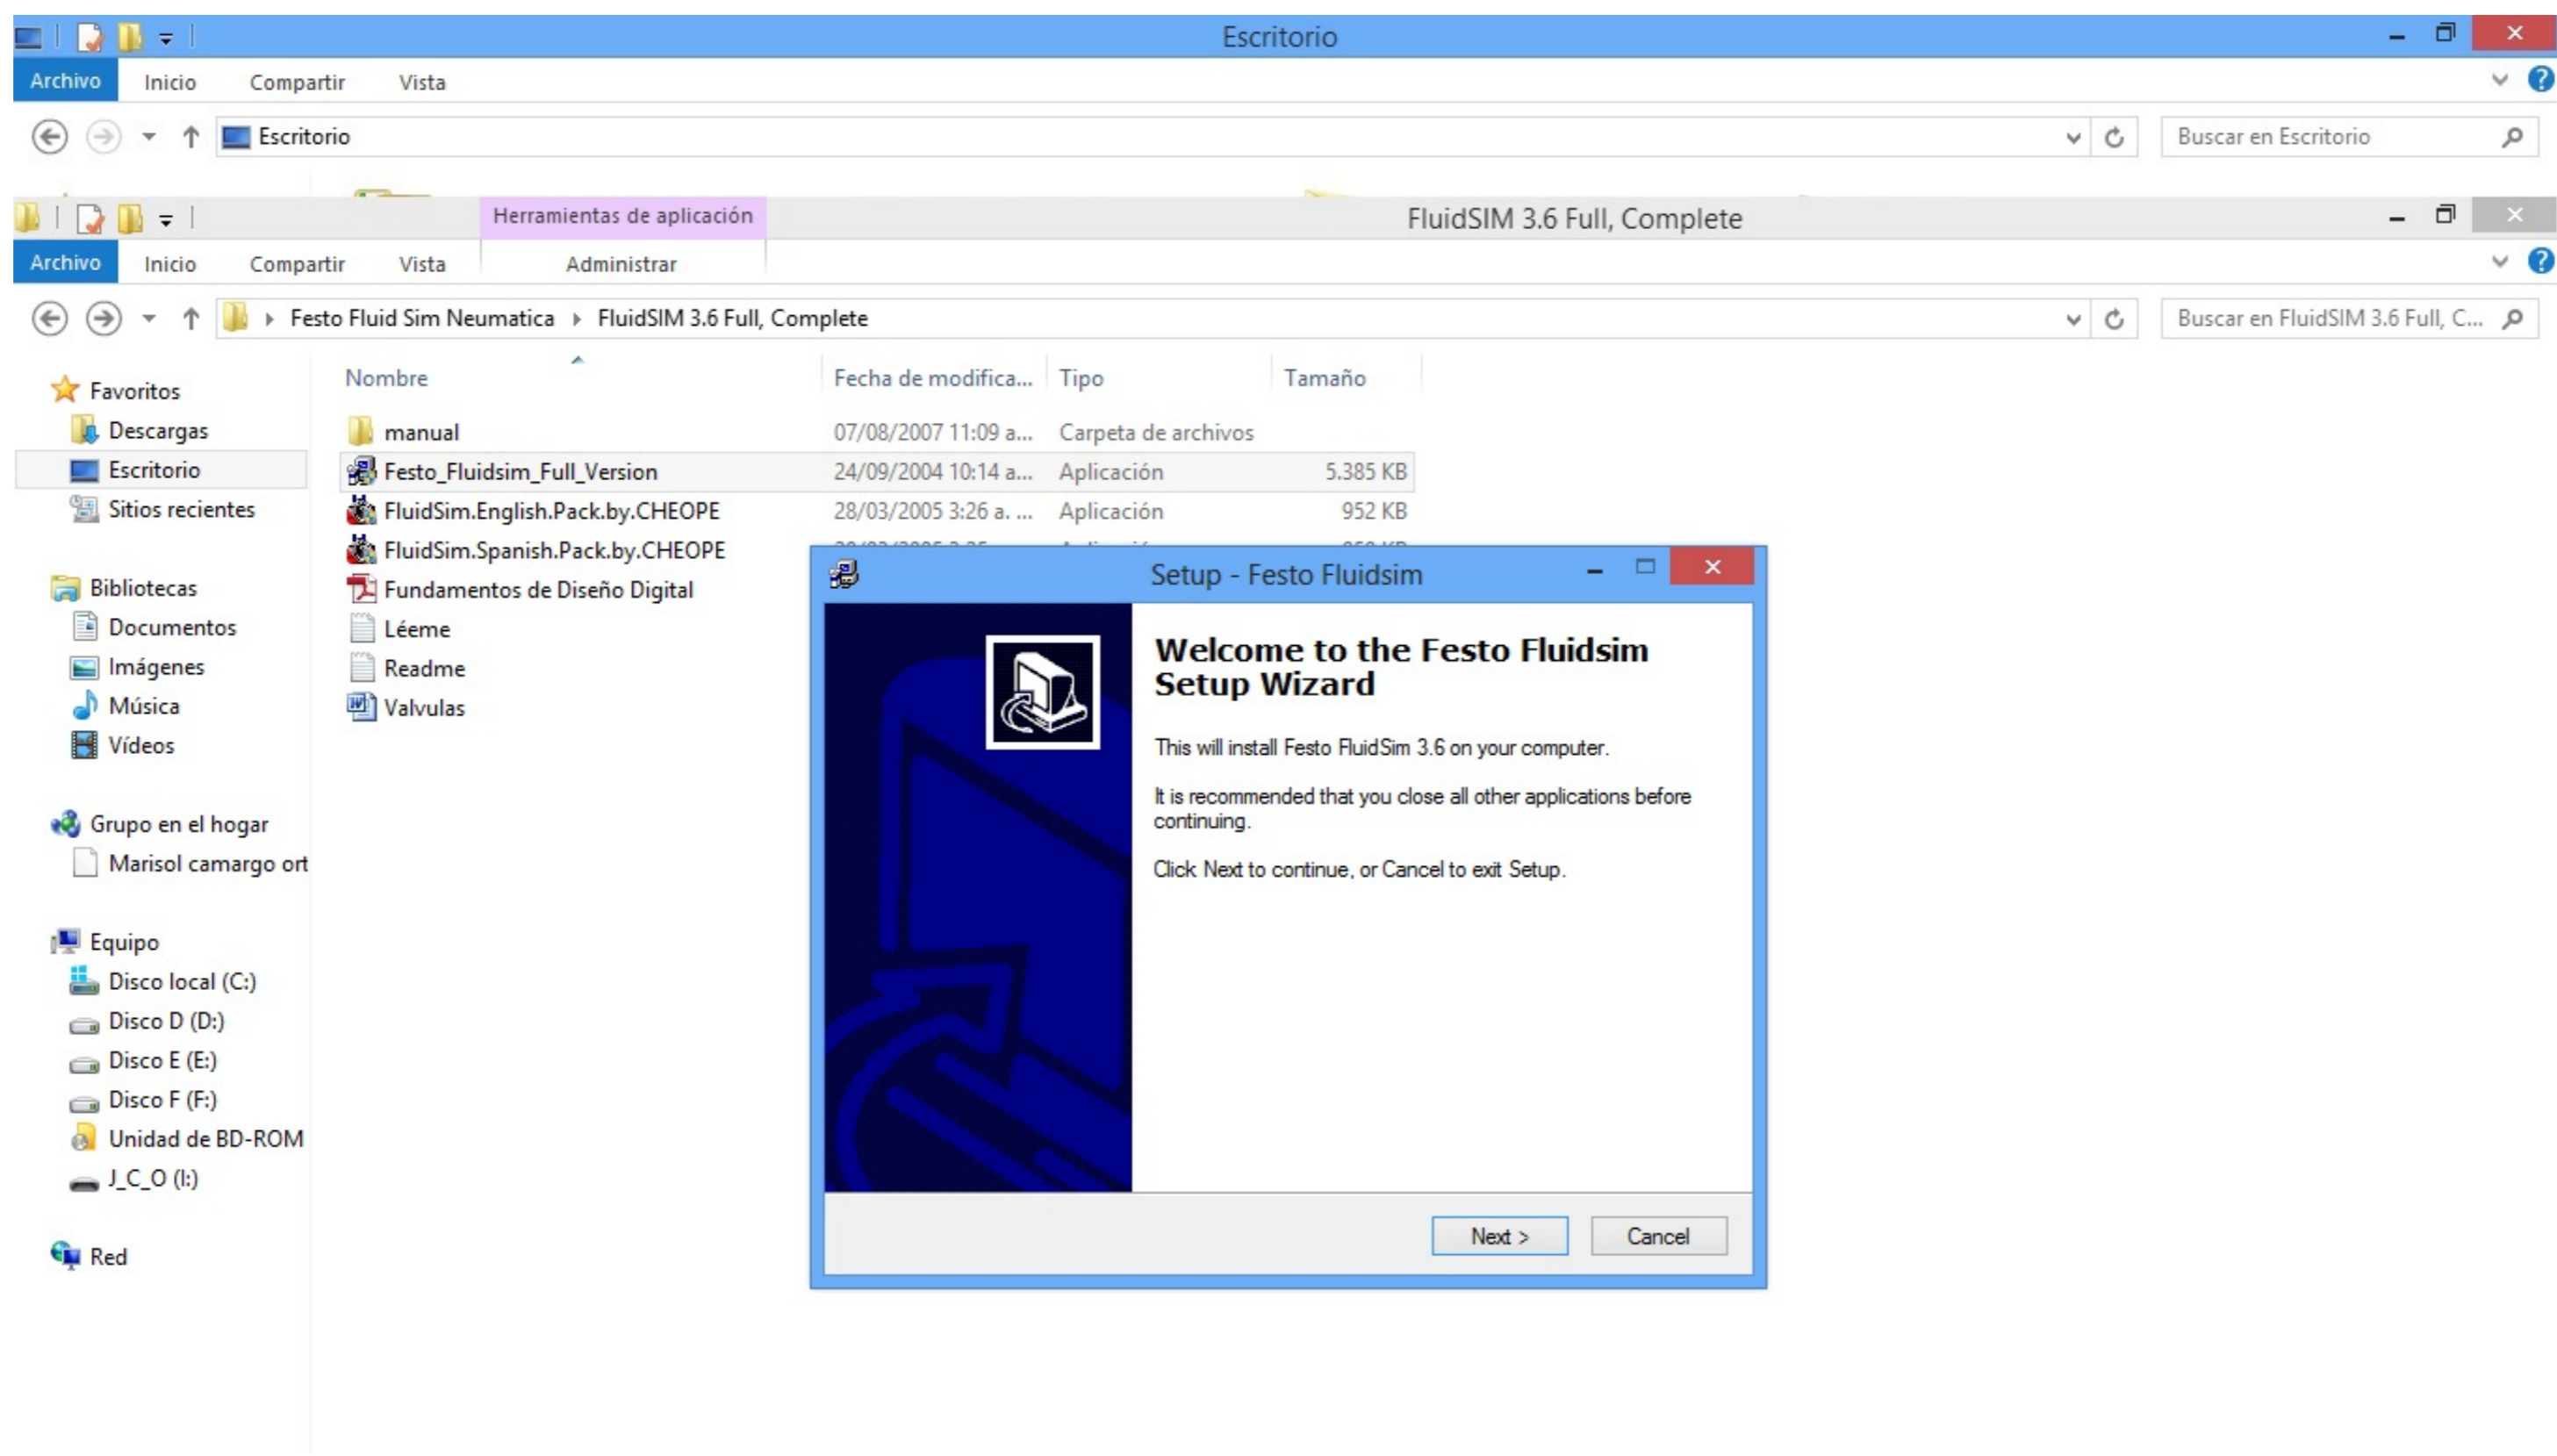 Escritorio
Archivo Inicio Compartir Vista
Escritorio Buscar en Escritorio
Herramientas de aplicación FluidSIM 3.6 Full, Complete
Archivo Inicio Compartir Vista Administrar
Festo Fluid Sim Neumatica FluidSIM 3.6 Full, Complete Buscar en FluidSIM 3.6 Full, C...
Nombre Fecha de modifica... Tipo Tamaño
manual 07/08/2007 11:09 a... Carpeta de archivos
Festo_Fluidsim_Full_Version 24/09/2004 10:14 a... Aplicación 5.385 KB
FluidSim.English.Pack.by.CHEOPE 28/03/2005 3:26 a. ... Aplicación 952 KB
FluidSim.Spanish.Pack.by.CHEOPE
Fundamentos de Diseño Digital
Léeme
Readme
Valvulas
Favoritos
Descargas
Escritorio
Sitios recientes
Bibliotecas
Documentos
Imágenes
Música
Vídeos
Grupo en el hogar
Marisol camargo ort
Equipo
Disco local (C:)
Disco D (D:)
Disco E (E:)
Disco F (F:)
Unidad de BD-ROM
J_C_O (I:)
Red
Setup - Festo Fluidsim
Welcome to the Festo Fluidsim
Setup Wizard
This will install Festo FluidSim 3.6 on your computer.
It is recommended that you close all other applications before
continuing.
Click Next to continue, or Cancel to exit Setup.
Next > Cancel